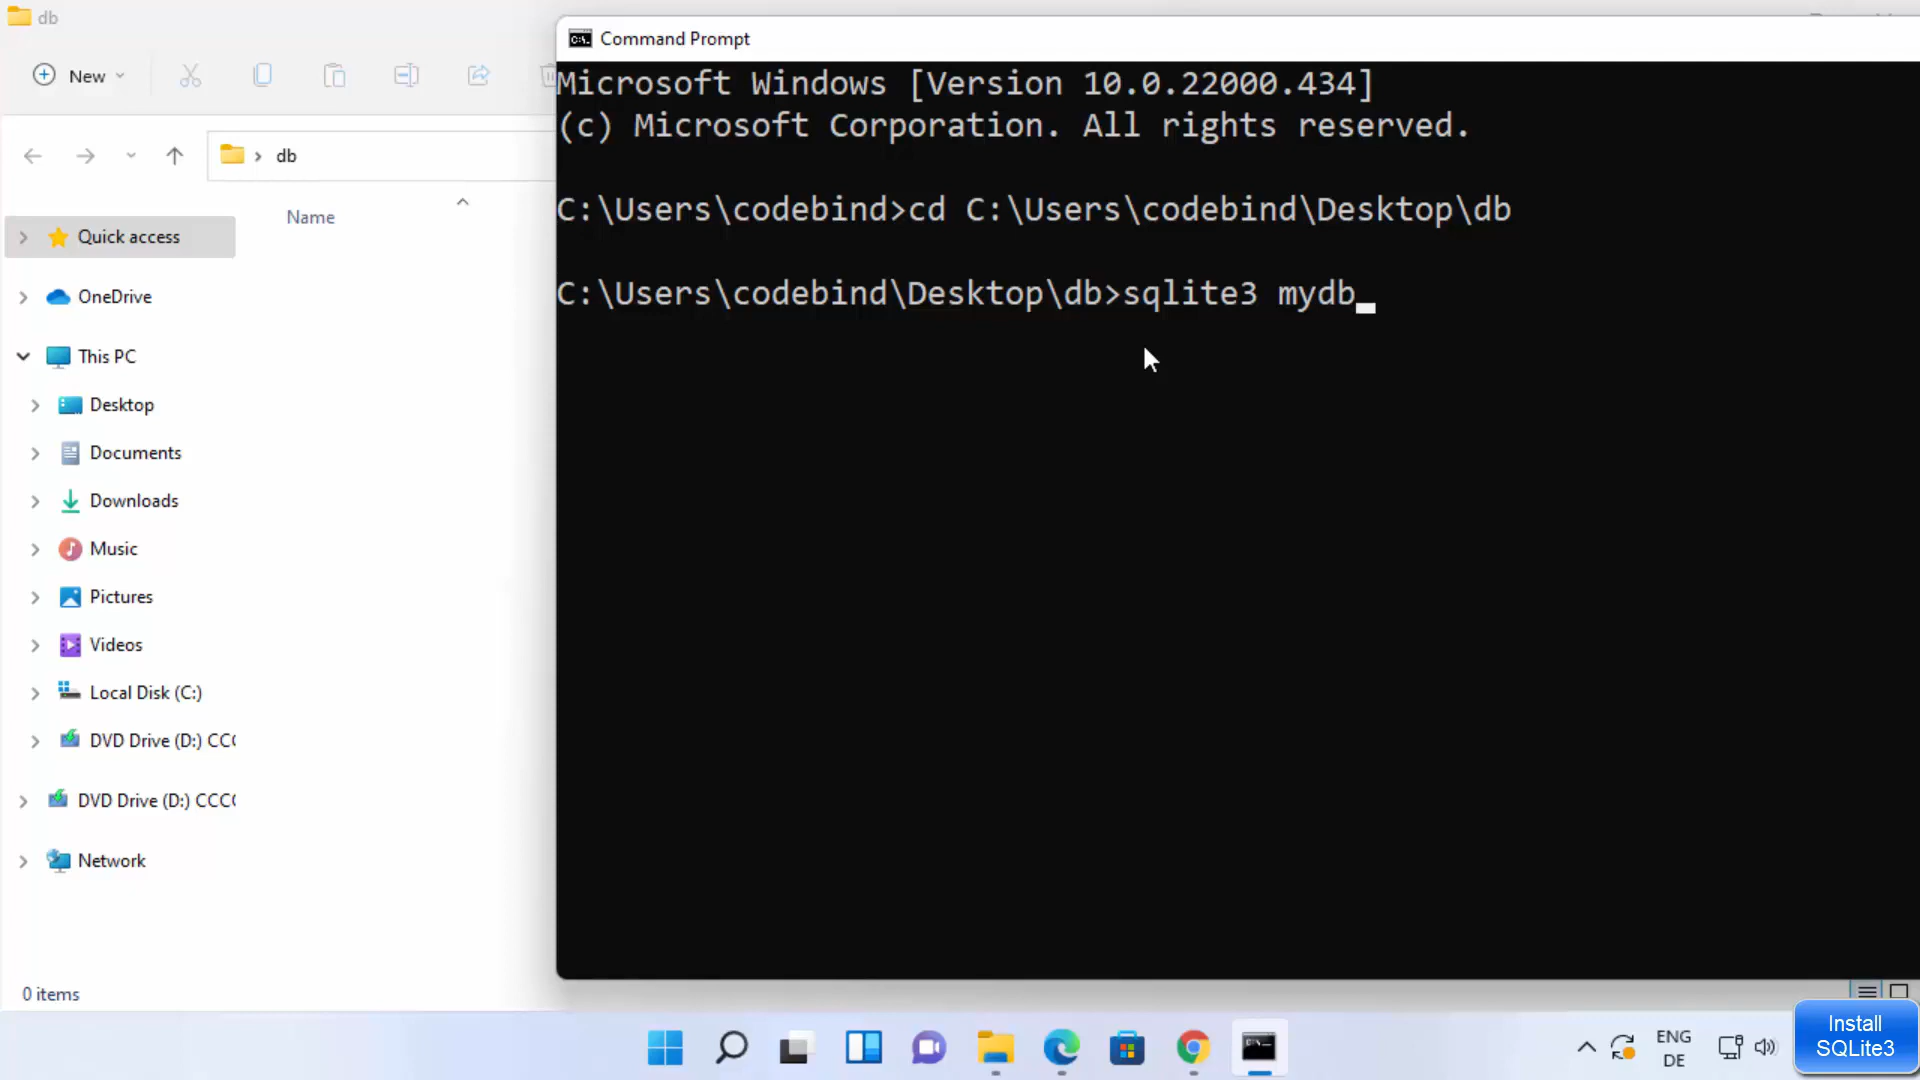 db
New
db
Name
Quick access
OneDrive
This PC
Desktop
Documents
Downloads
Music
Pictures
Videos
Local Disk (C:)
DVD Drive (D:) CCC
DVD Drive (D:) CCC
Network
0 items
Command Prompt
Microsoft Windows [Version 10.0.22000.434]
(c) Microsoft Corporation. All rights reserved.
C:\Users\codebind>cd C:\Users\codebind\Desktop\db
C:\Users\codebind\Desktop\db>sqlite3 mydb
ENG
DE
Install
SQLite3